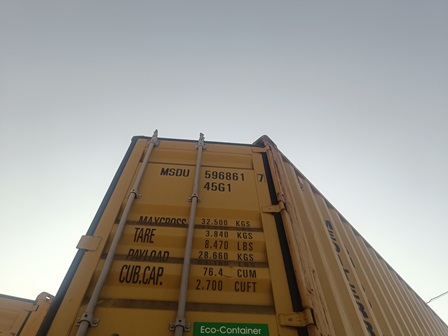 MSDU 596861 7
45G1
MAXGROSS 32.500 KGS
TARE 3.840 KGS
8.470 LBS
PAYLOAD 28.660 KGS
CUB.CAP. 76.4 CUM
2.700 CUFT
Eco-Container